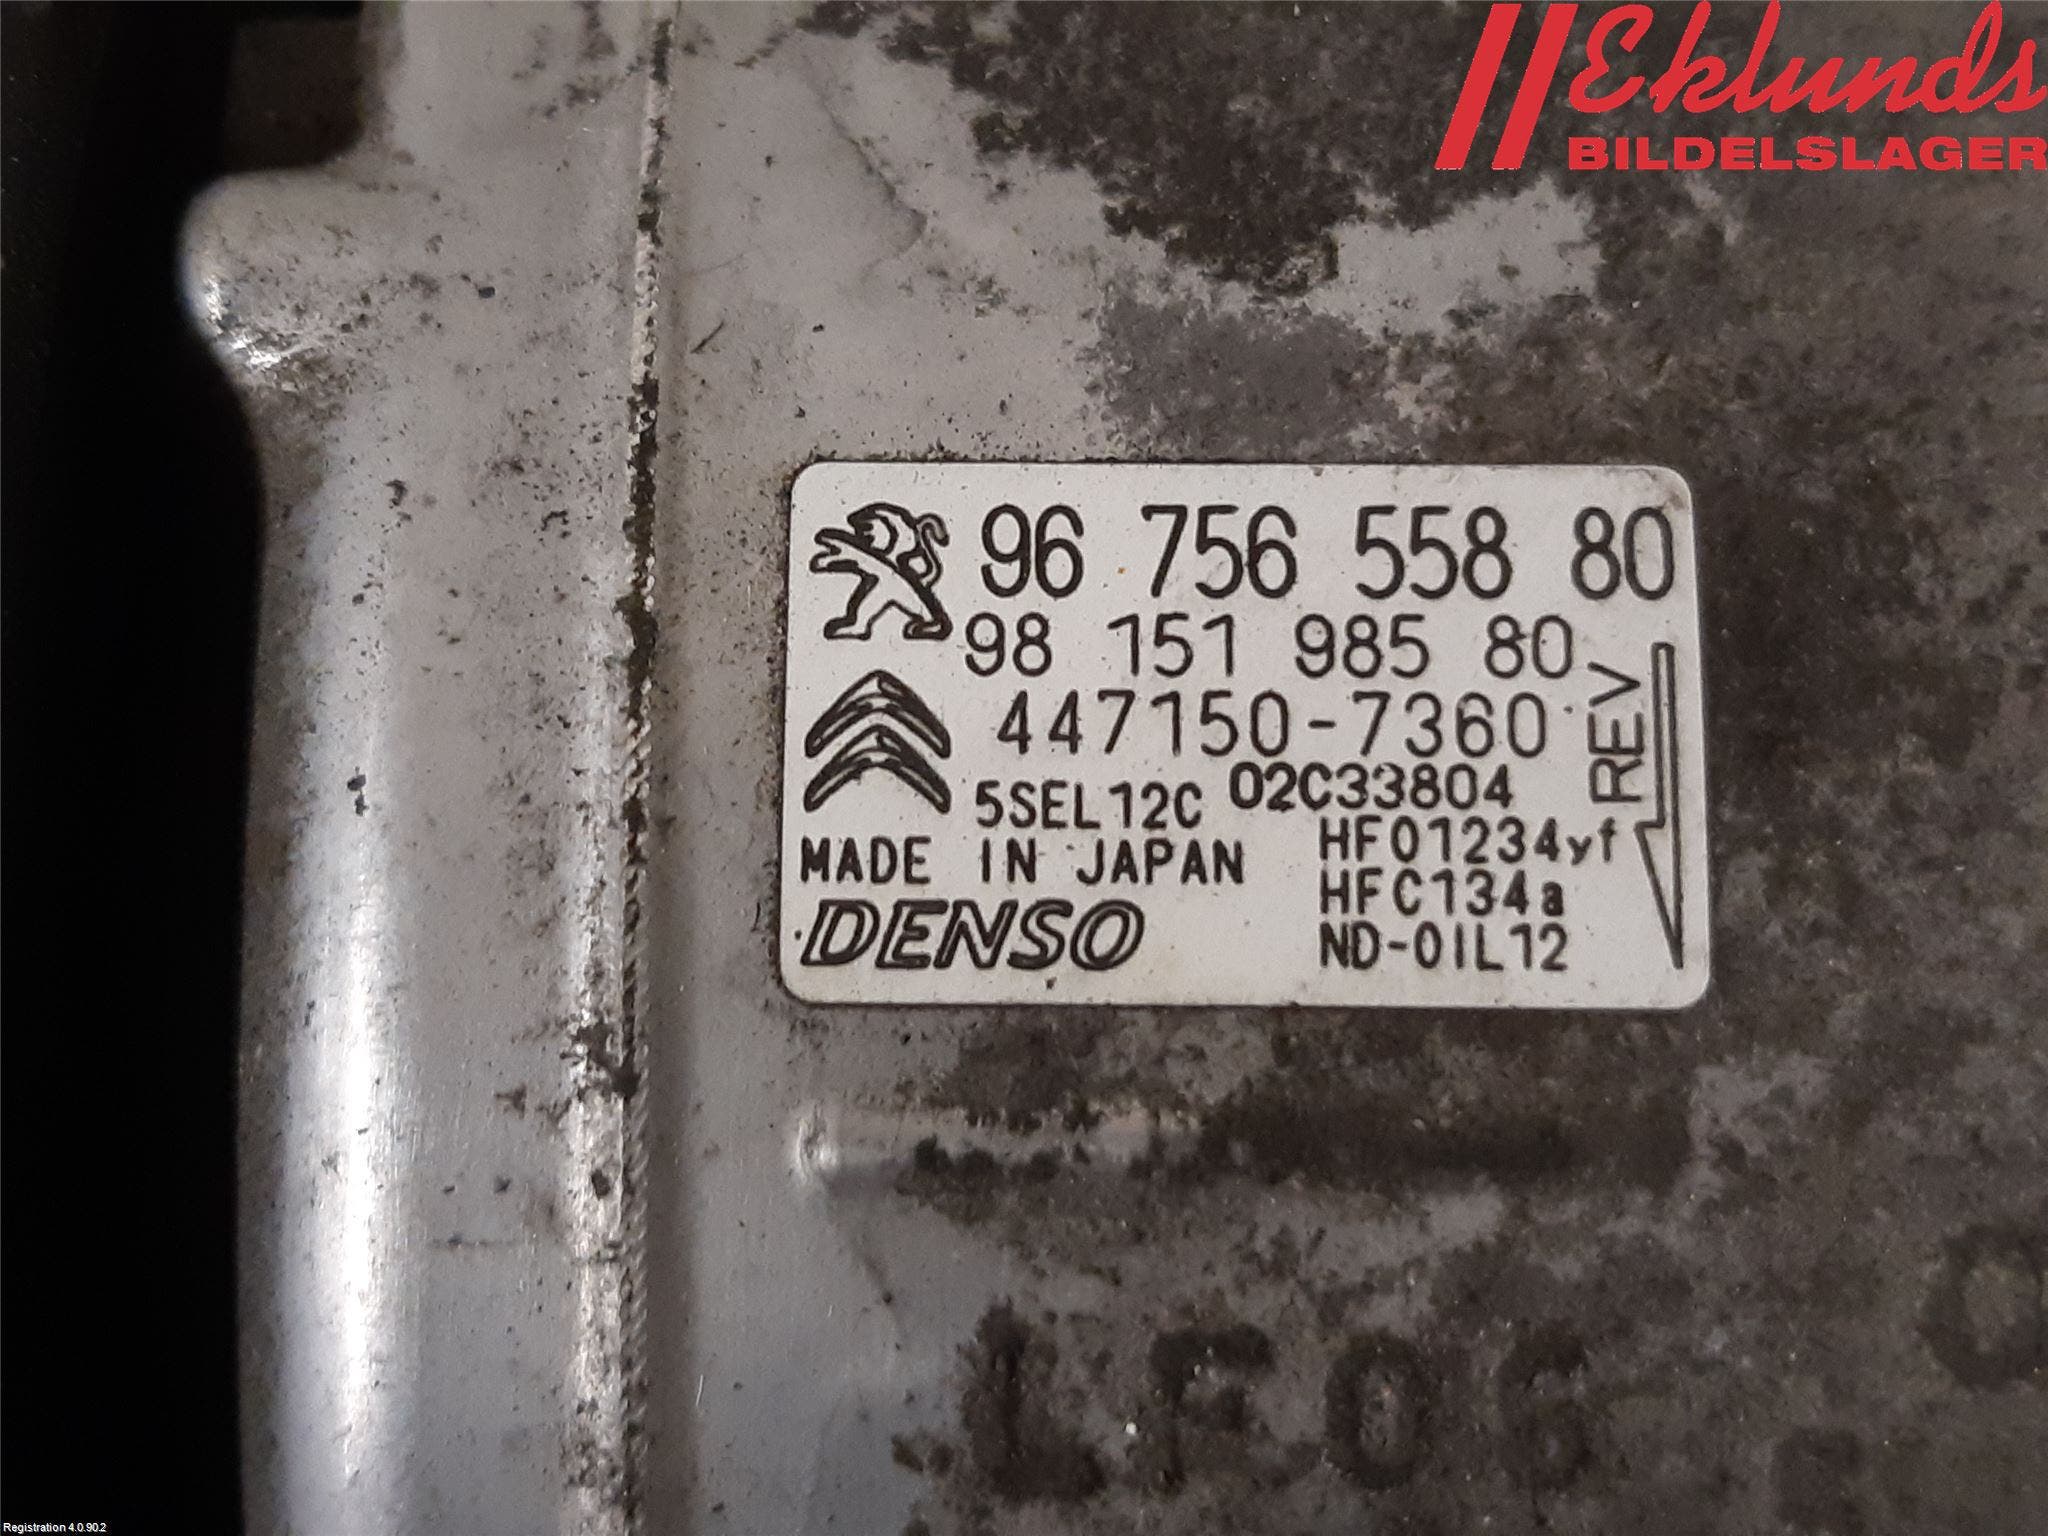 Eklunds
BILDELSLAGER
96 756 558 80
98 151 985 80
447150-7360
5SEL12C 02C33804
REV
MADE IN JAPAN
HFO1234yf
HFC134a
DENSO
ND-OIL12
Registration 4.0.90.2